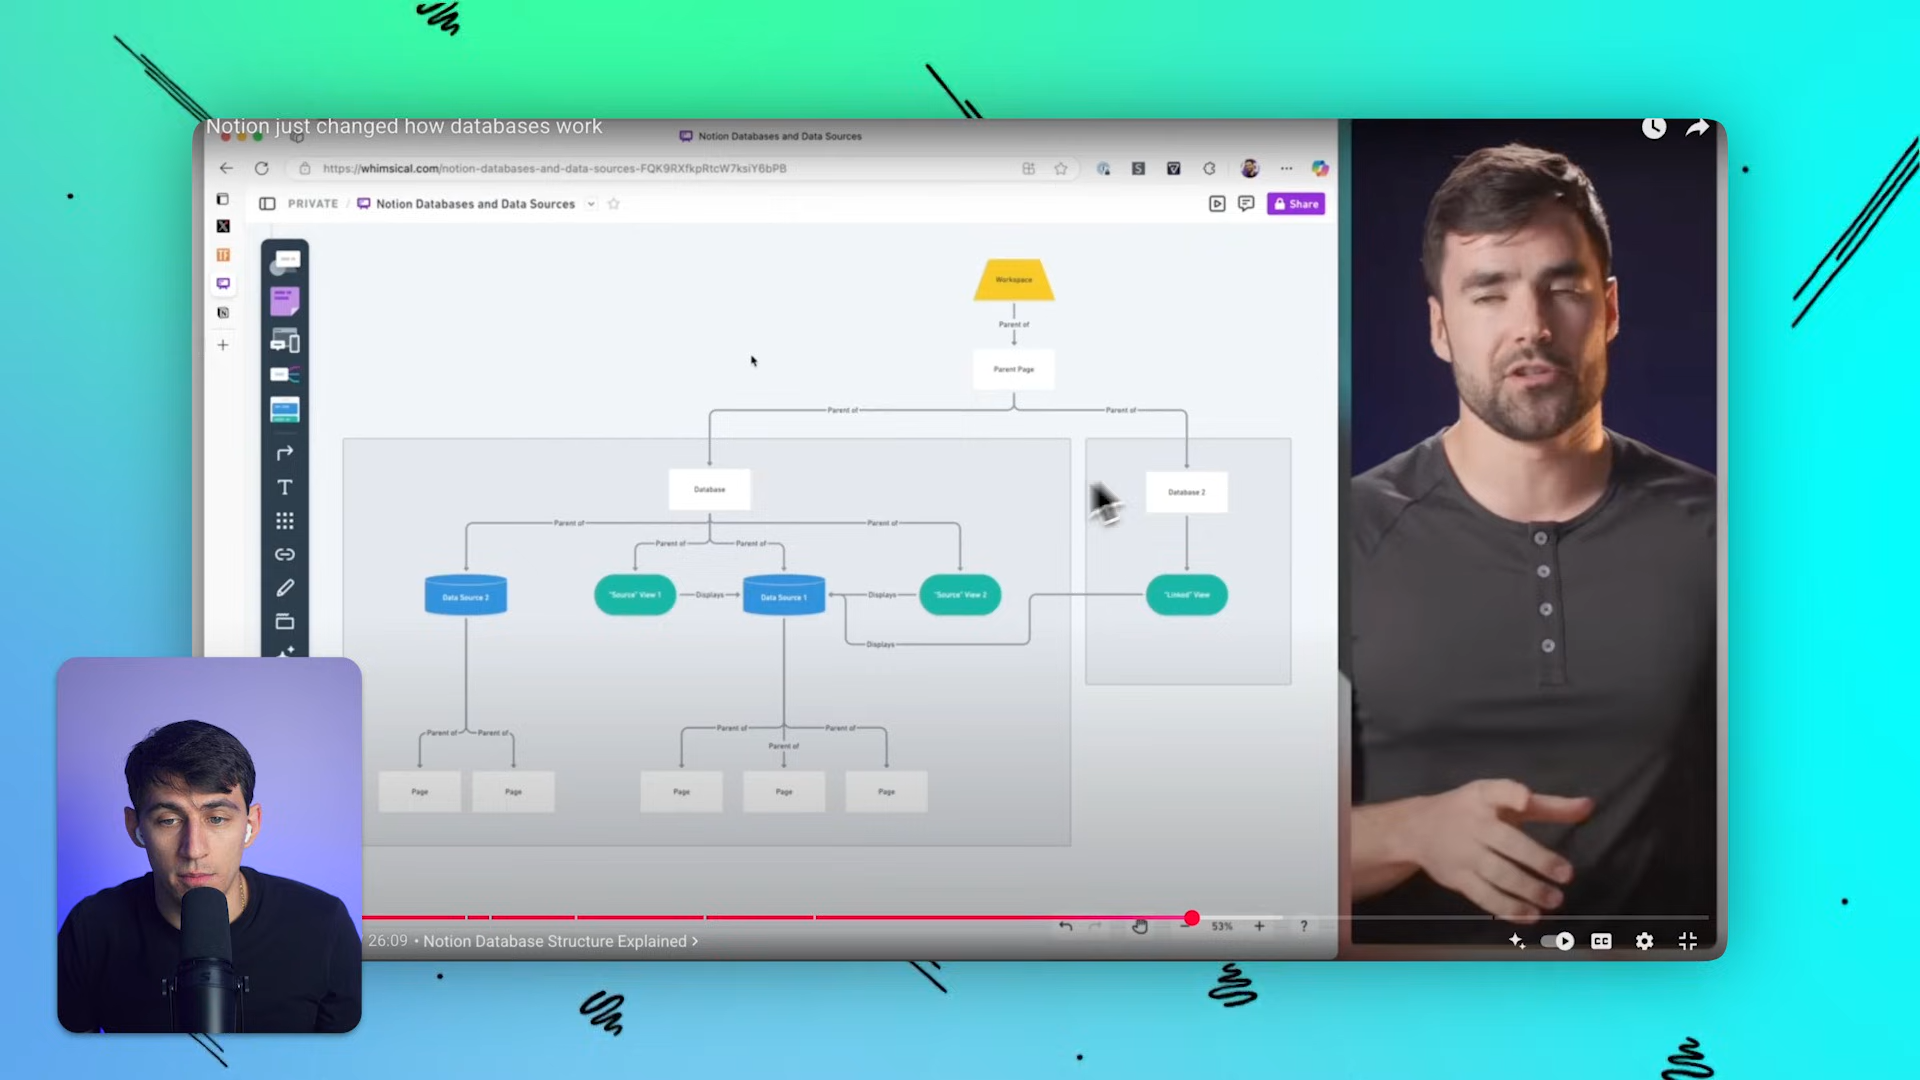 Notion just changed how databases work
Notion Databases and Data Sources
https://whimsical.com/notion-databases-and-data-sources-FQK9RXfkpRtcW7ksiY6bPB
PRIVATE / Notion Databases and Data Sources
Share
TF
Workspace
Parent of
Parent Page
Parent of
Parent of
Database
Database 2
Parent of
Parent of
Parent of
Parent of
Data Source 2
"Source" View 1
Displays
Data Source 1
Displays
"Source" View 2
"Linked" View
Displays
Parent of
Parent of
Parent of
Parent of
Parent of
Page
Page
Page
Page
Page
53%
?
26:09 • Notion Database Structure Explained >
CC